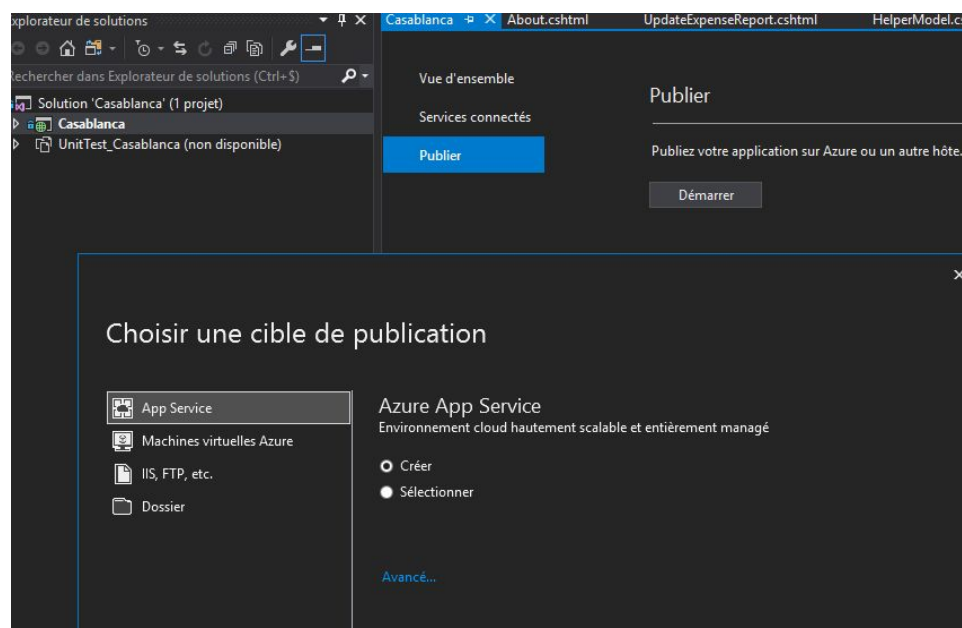 xplorateur de solutions
Rechercher dans Explorateur de solutions (Ctrl+$)
Solution 'Casablanca' (1 projet)
Casablanca
UnitTest_Casablanca (non disponible)
Casablanca About.cshtml UpdateExpenseReport.cshtml HelperModel.cs
Vue d'ensemble
Services connectés
Publier
Publier
Publiez votre application sur Azure ou un autre hôte.
Démarrer
Choisir une cible de publication
App Service
Machines virtuelles Azure
IIS, FTP, etc.
Dossier
Azure App Service
Environnement cloud hautement scalable et entièrement managé
Créer
Sélectionner
Avancé...